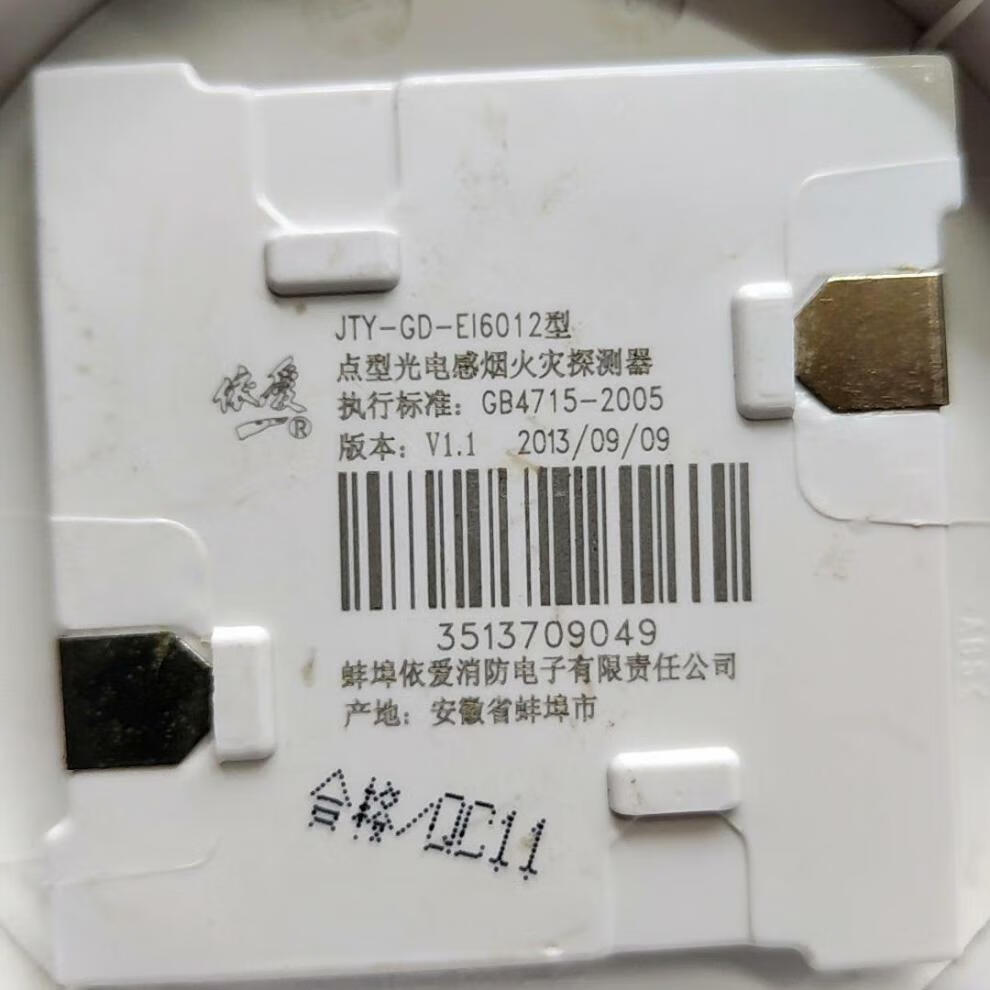 JTY-GD-EI6012型
点型光电感烟火灾探测器
依爱®
执行标准：GB4715-2005
版本：V1.1 2013/09/09
3513709049
蚌埠依爱消防电子有限责任公司
产地：安徽省蚌埠市
合格/QC11